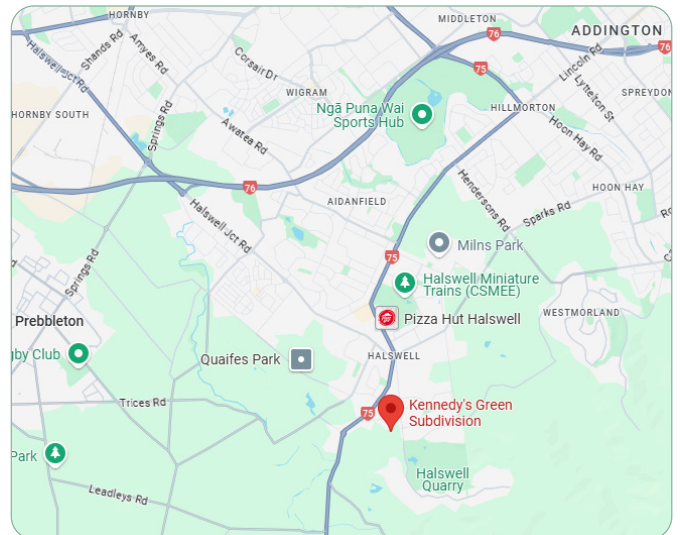 HORNBY
MIDDLETON
ADDINGTON
76
76
Halswell Jct Rd
Shands Rd
Amyes Rd
Corsair Dr
75
Lincoln Rd
Lyttelton St
SPREYDON
WIGRAM
Ngā Puna Wai
Sports Hub
HILLMORTON
HORNBY SOUTH
Springs Rd
Awatea Rd
Hoon Hay Rd
76
AIDANFIELD
Hendersons Rd
HOON HAY
Sparks Rd
Halswell Jct Rd
Milns Park
75
Springs Rd
Halswell Miniature
Trains (CSMEE)
WESTMORLAND
Prebbleton
Pizza Hut Halswell
gby Club
Quaifes Park
HALSWELL
Trices Rd
75
Kennedy's Green
Subdivision
Park
Halswell
Quarry
Leadleys Rd